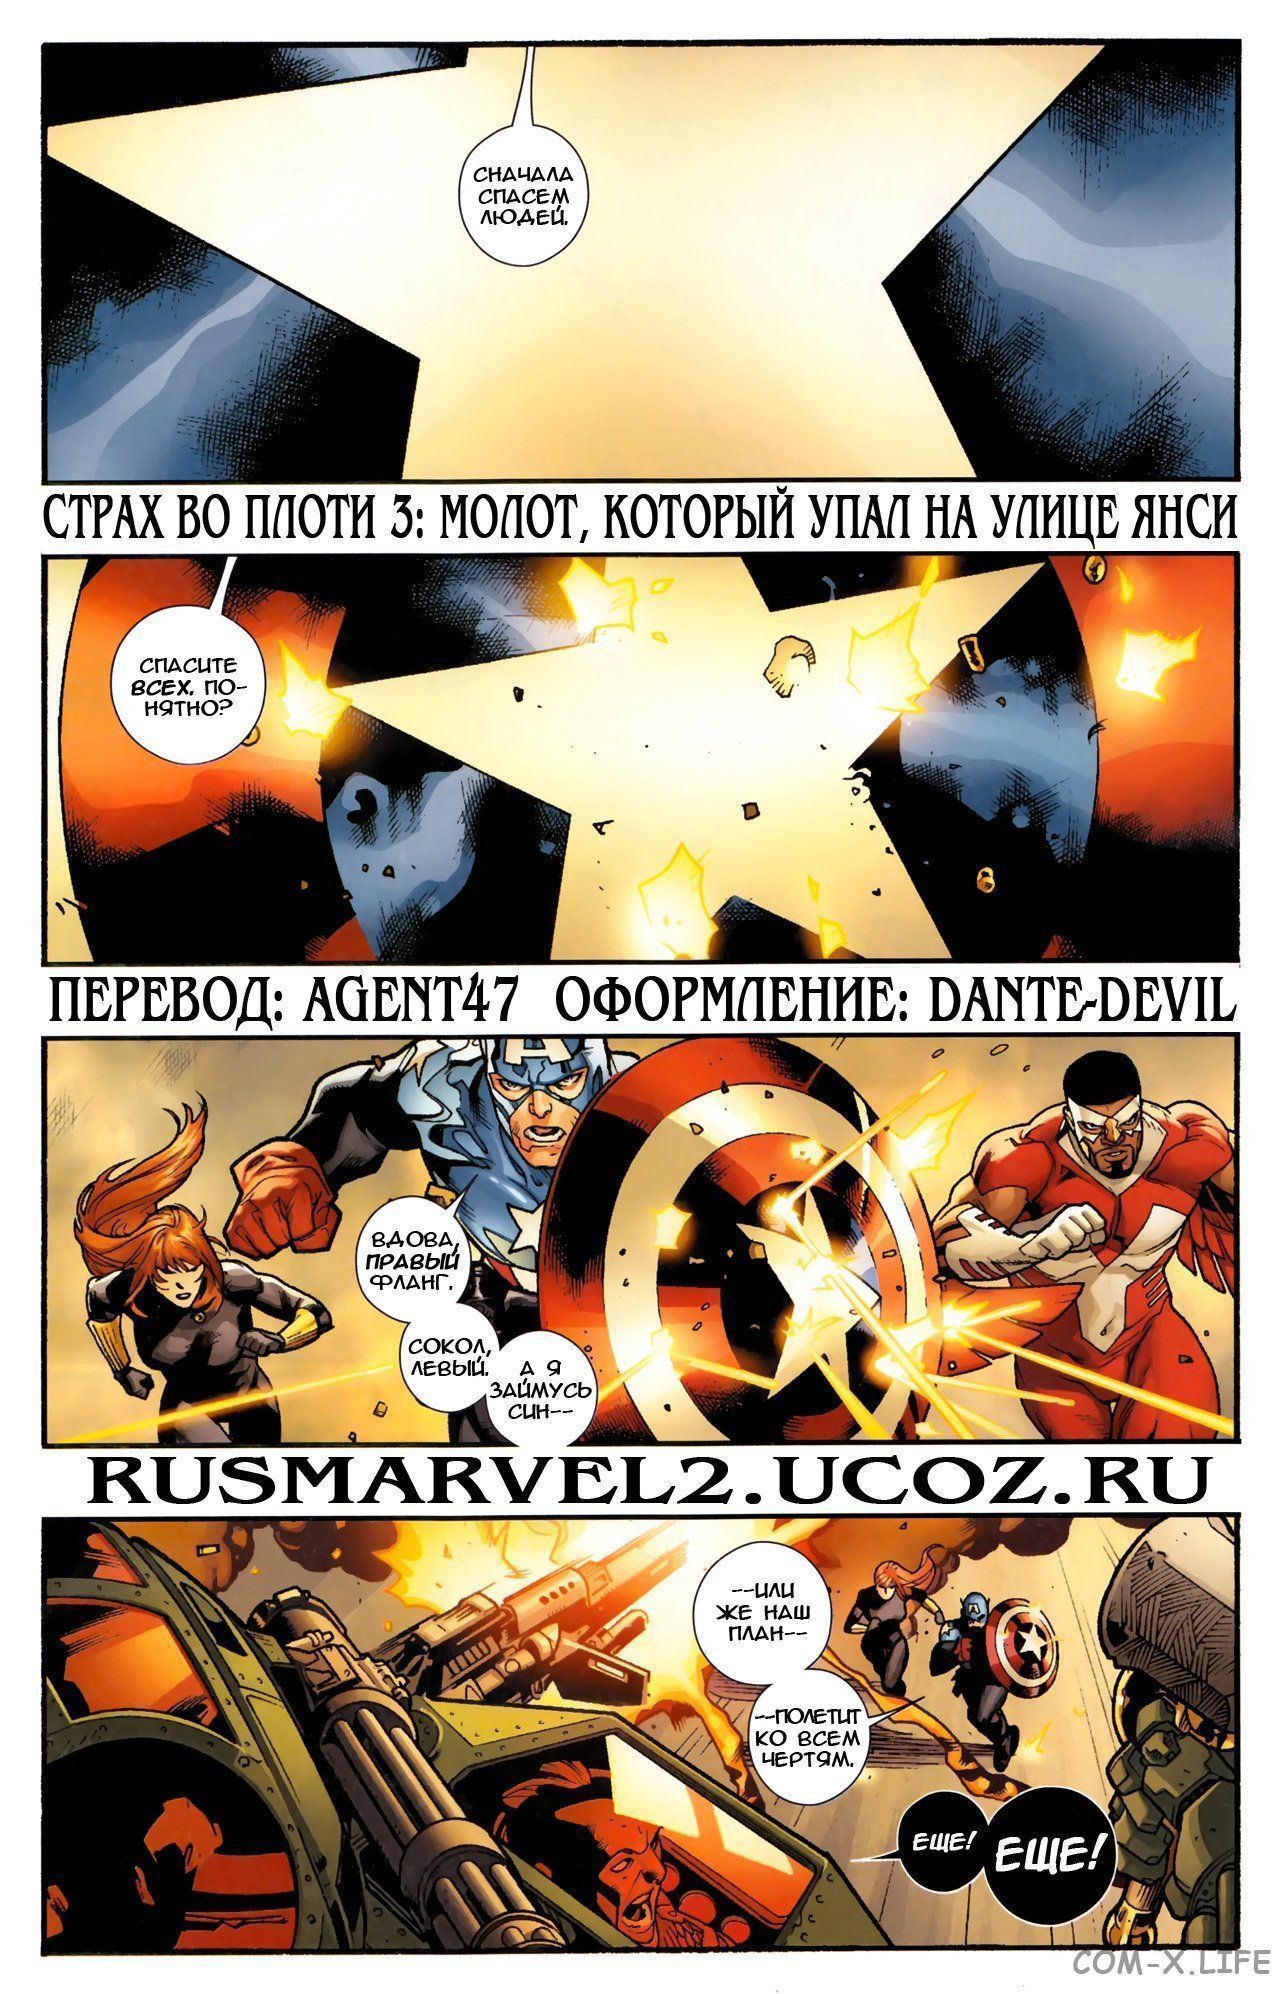 СНАЧАЛА
СПАСЕМ
ЛЮДЕЙ.
СТРАХ ВО ПЛОТИ 3: МОЛОТ, КОТОРЫЙ УПАЛ НА УЛИЦЕ ЯНСИ
СПАСИТЕ
ВСЕХ. ПО-
НЯТНО?
ПЕРЕВОД: AGENT47 ОФОРМЛЕНИЕ: DANTE-DEVIL
ВДОВА,
ПРАВЫЙ
ФЛАНГ.
СОКОЛ,
ЛЕВЫЙ.
А Я
ЗАЙМУСЬ
СИН--
RUSMARVEL2.UCOZ.RU
--ИЛИ
ЖЕ НАШ
ПЛАН--
--ПОЛЕТИТ
КО ВСЕМ
ЧЕРТЯМ.
ЕЩЕ!
ЕЩЕ!
COM-X.LIFE